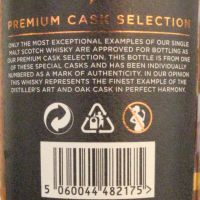 PREMIUM CASK SELECTION
ONLY THE MOST EXCEPTIONAL EXAMPLES OF OUR SINGLE
MALT SCOTCH WHISKY ARE APPROVED FOR BOTTLING AS
OUR PREMIUM CASK SELECTION. THIS BOTTLE IS FROM ONE
OF THESE SPECIAL CASKS AND HAS BEEN INDIVIDUALLY
NUMBERED AS A MARK OF AUTHENTICITY. IN OUR OPINION
THIS WHISKY REPRESENTS THE FINEST EXAMPLE OF THE
DISTILLER'S ART AND OAK CASK IN PERFECT HARMONY.
5 060044 482175 >